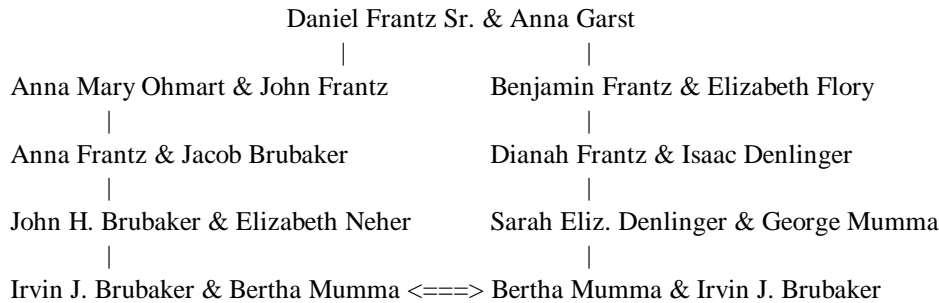 Daniel Frantz Sr. & Anna Garst
| |
Anna Mary Ohmart & John Frantz Benjamin Frantz & Elizabeth Flory
| |
Anna Frantz & Jacob Brubaker Dianah Frantz & Isaac Denlinger
| |
John H. Brubaker & Elizabeth Neher Sarah Eliz. Denlinger & George Mumma
| |
Irvin J. Brubaker & Bertha Mumma <===> Bertha Mumma & Irvin J. Brubaker